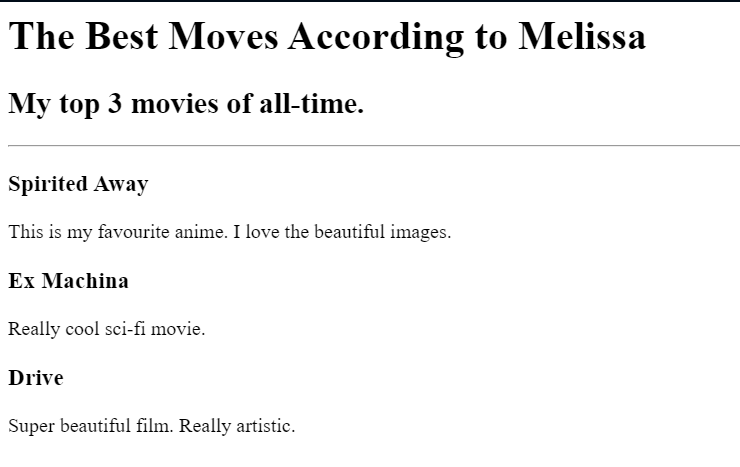 The Best Moves According to Melissa
My top 3 movies of all-time.
Spirited Away
This is my favourite anime. I love the beautiful images.
Ex Machina
Really cool sci-fi movie.
Drive
Super beautiful film. Really artistic.